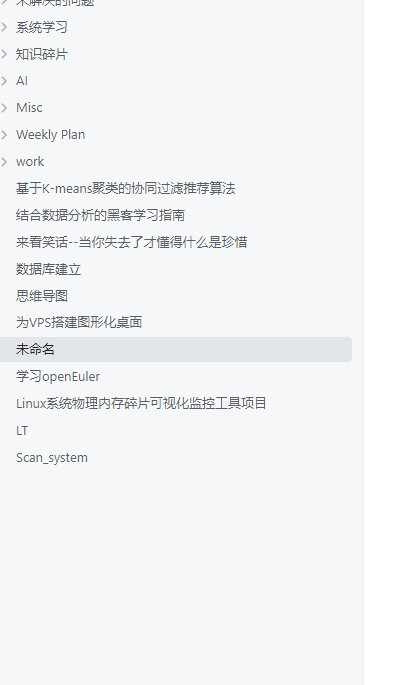 未解决的问题
系统学习
知识碎片
AI
Misc
Weekly Plan
work
基于K-means聚类的协同过滤推荐算法
结合数据分析的黑客学习指南
来看笑话--当你失去了才懂得什么是珍惜
数据库建立
思维导图
为VPS搭建图形化桌面
未命名
学习openEuler
Linux系统物理内存碎片可视化监控工具项目
LT
Scan_system